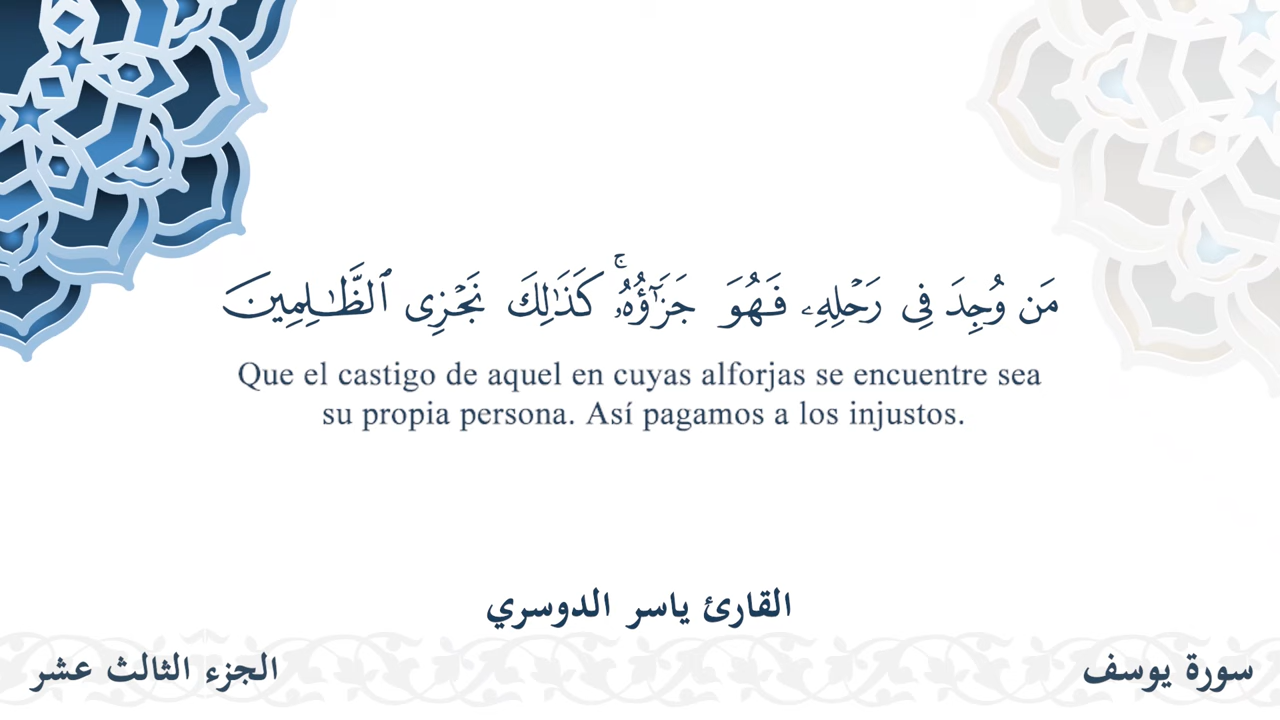 مَن وُجِدَ فِى رَحْلِهِۦ فَهُوَ جَزَٰٓؤُهُۥ ۚ كَذَٰلِكَ نَجْزِى ٱلظَّـٰلِمِينَ
Que el castigo de aquel en cuyas alforjas se encuentre sea
su propia persona. Así pagamos a los injustos.
القارئ ياسر الدوسري
سورة يوسف
الجزء الثالث عشر